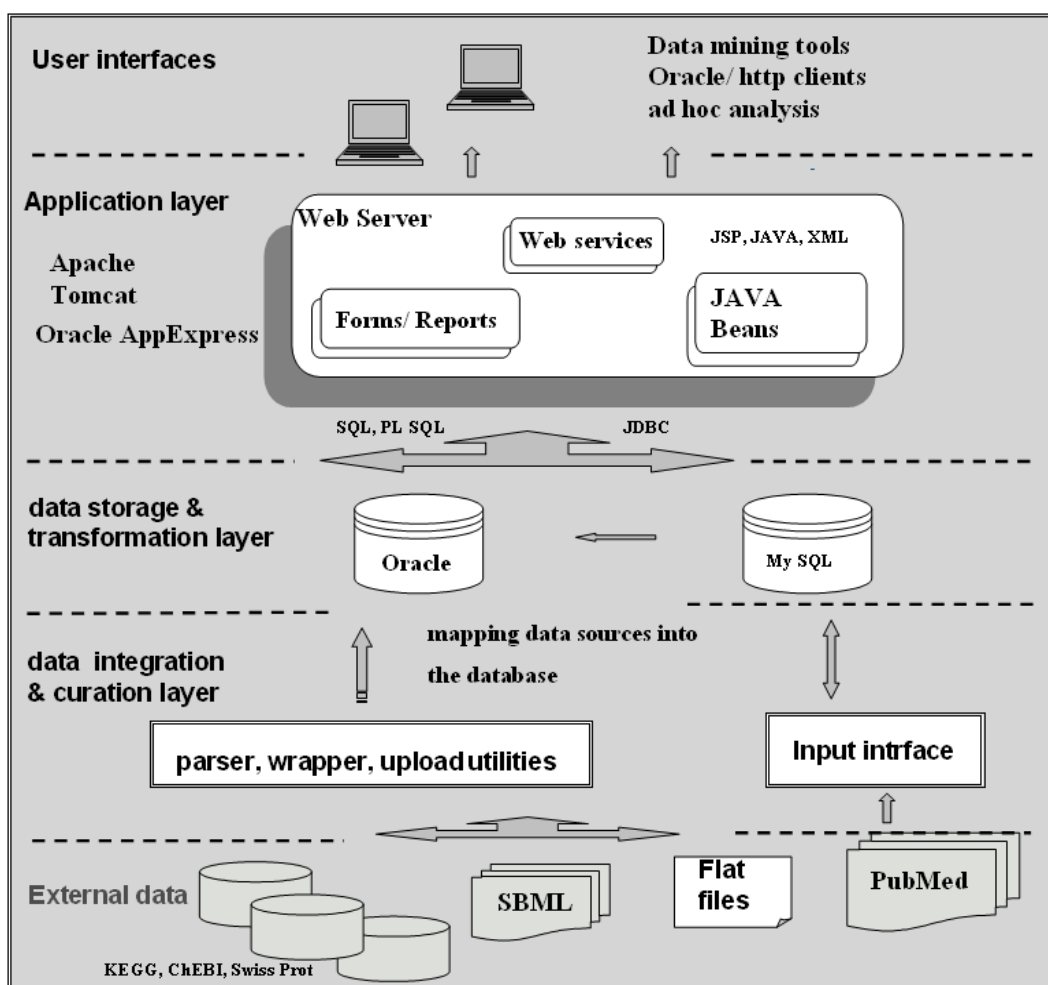 User interfaces
Data mining tools
Oracle/ http clients
ad hoc analysis
Application layer
Apache
Tomcat
Oracle AppExpress
Web Server
Web services
JSP, JAVA, XML
Forms/ Reports
JAVA
Beans
SQL, PL SQL
JDBC
data storage &
transformation layer
Oracle
My SQL
data integration
& curation layer
mapping data sources into
the database
parser, wrapper, upload utilities
Input intrface
External data
KEGG, ChEBI, Swiss Prot
SBML
Flat
files
PubMed